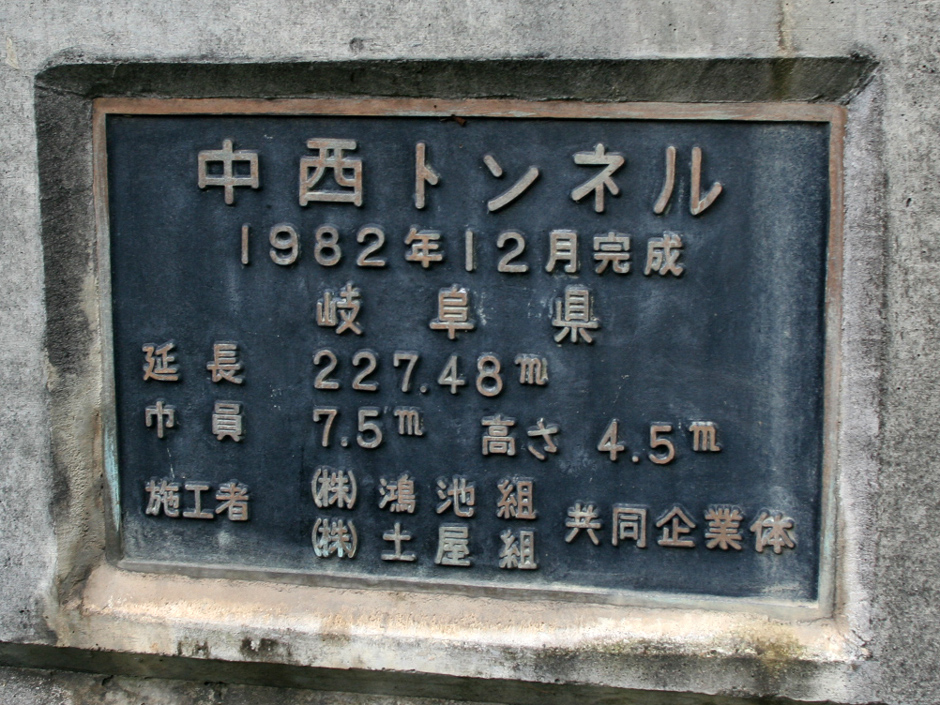 中西トンネル
1982年12月完成
岐阜県
延長 227.48m
巾員 7.5m 高さ 4.5m
施工者 (株)鴻池組 共同企業体
(株)土屋組